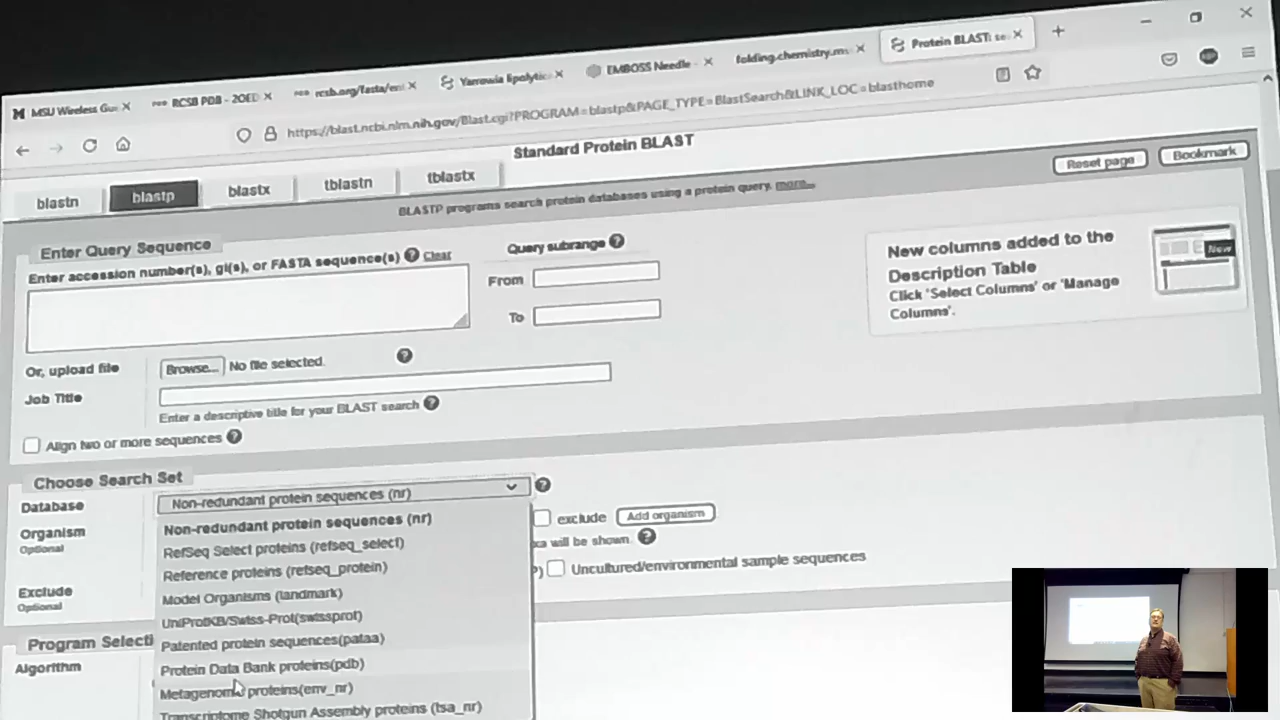 MSU Wireless Gu
RCSB PDB - 2OED
rcsb.org/fasta/en
Yarrowia lipolytic
EMBOSS Needle
folding.chemistry.ms
Protein BLAST: se
https://blast.ncbi.nlm.nih.gov/Blast.cgi?PROGRAM=blastp&PAGE_TYPE=BlastSearch&LINK_LOC=blasthome
Standard Protein BLAST
Reset page
Bookmark
blastn
blastp
blastx
tblastn
tblastx
BLASTP programs search protein databases using a protein query. more...
Enter Query Sequence
Enter accession number(s), gi(s), or FASTA sequence(s) ? Clear
Query subrange ?
From
To
New columns added to the
Description Table
Click 'Select Columns' or 'Manage
Columns'.
New
Or, upload file
Browse... No file selected.
?
Job Title
Enter a descriptive title for your BLAST search ?
Align two or more sequences ?
Choose Search Set
Database
Non-redundant protein sequences (nr)
?
Organism
Optional
exclude
Add organism
xa will be shown. ?
Exclude
Optional
P) Uncultured/environmental sample sequences
Non-redundant protein sequences (nr)
RefSeq Select proteins (refseq_select)
Reference proteins (refseq_protein)
Model Organisms (landmark)
UniProtKB/Swiss-Prot(swissprot)
Patented protein sequences(pataa)
Protein Data Bank proteins(pdb)
Metagenomic proteins(env_nr)
Transcriptome Shotgun Assembly proteins (tsa_nr)
Program Selecti
Algorithm